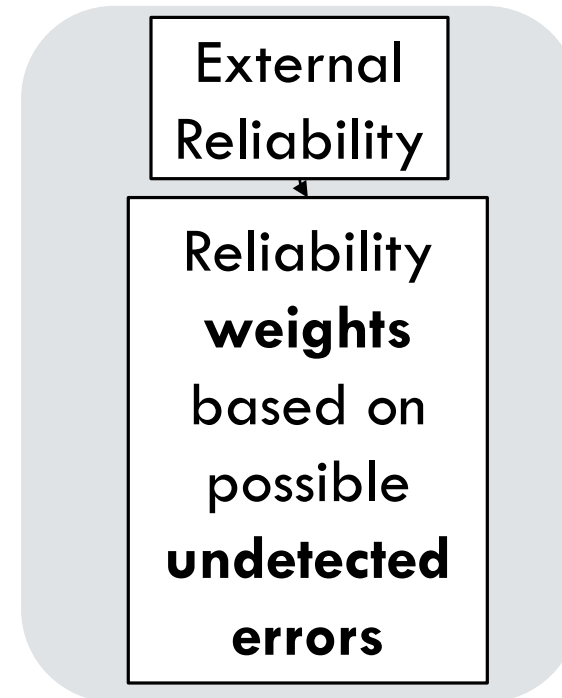 External
Reliability
Reliability
weights
based on
possible
undetected
errors